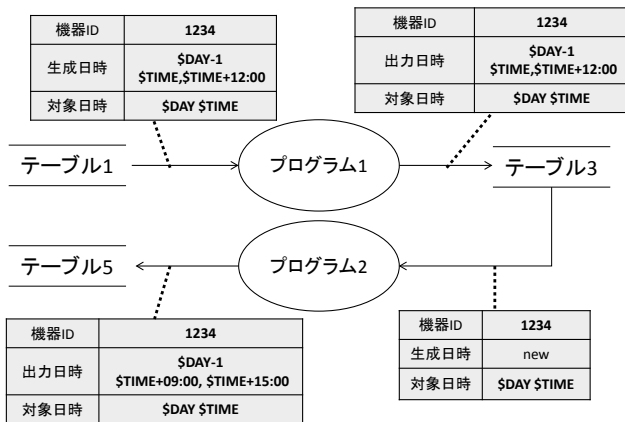 機器ID 1234
生成日時 $DAY-1
$TIME,$TIME+12:00
対象日時 $DAY $TIME
機器ID 1234
出力日時 $DAY-1
$TIME,$TIME+12:00
対象日時 $DAY $TIME
テーブル1
プログラム1
テーブル3
テーブル5
プログラム2
機器ID 1234
出力日時 $DAY-1
$TIME+09:00, $TIME+15:00
対象日時 $DAY $TIME
機器ID 1234
生成日時 new
対象日時 $DAY $TIME